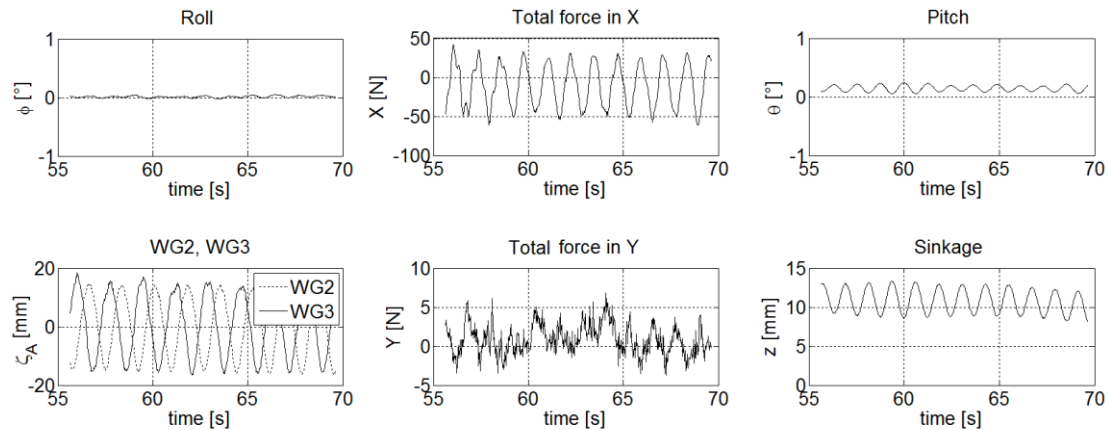 Roll
1
0
-1
ϕ [°]
55 60 65 70
time [s]
Total force in X
50
0
-50
-100
X [N]
55 60 65 70
time [s]
Pitch
1
0
-1
θ [°]
55 60 65 70
time [s]
WG2, WG3
20
0
-20
ζA [mm]
WG2
WG3
55 60 65 70
time [s]
Total force in Y
10
5
0
5
Y [N]
55 60 65 70
time [s]
Sinkage
15
10
5
0
z [mm]
55 60 65 70
time [s]